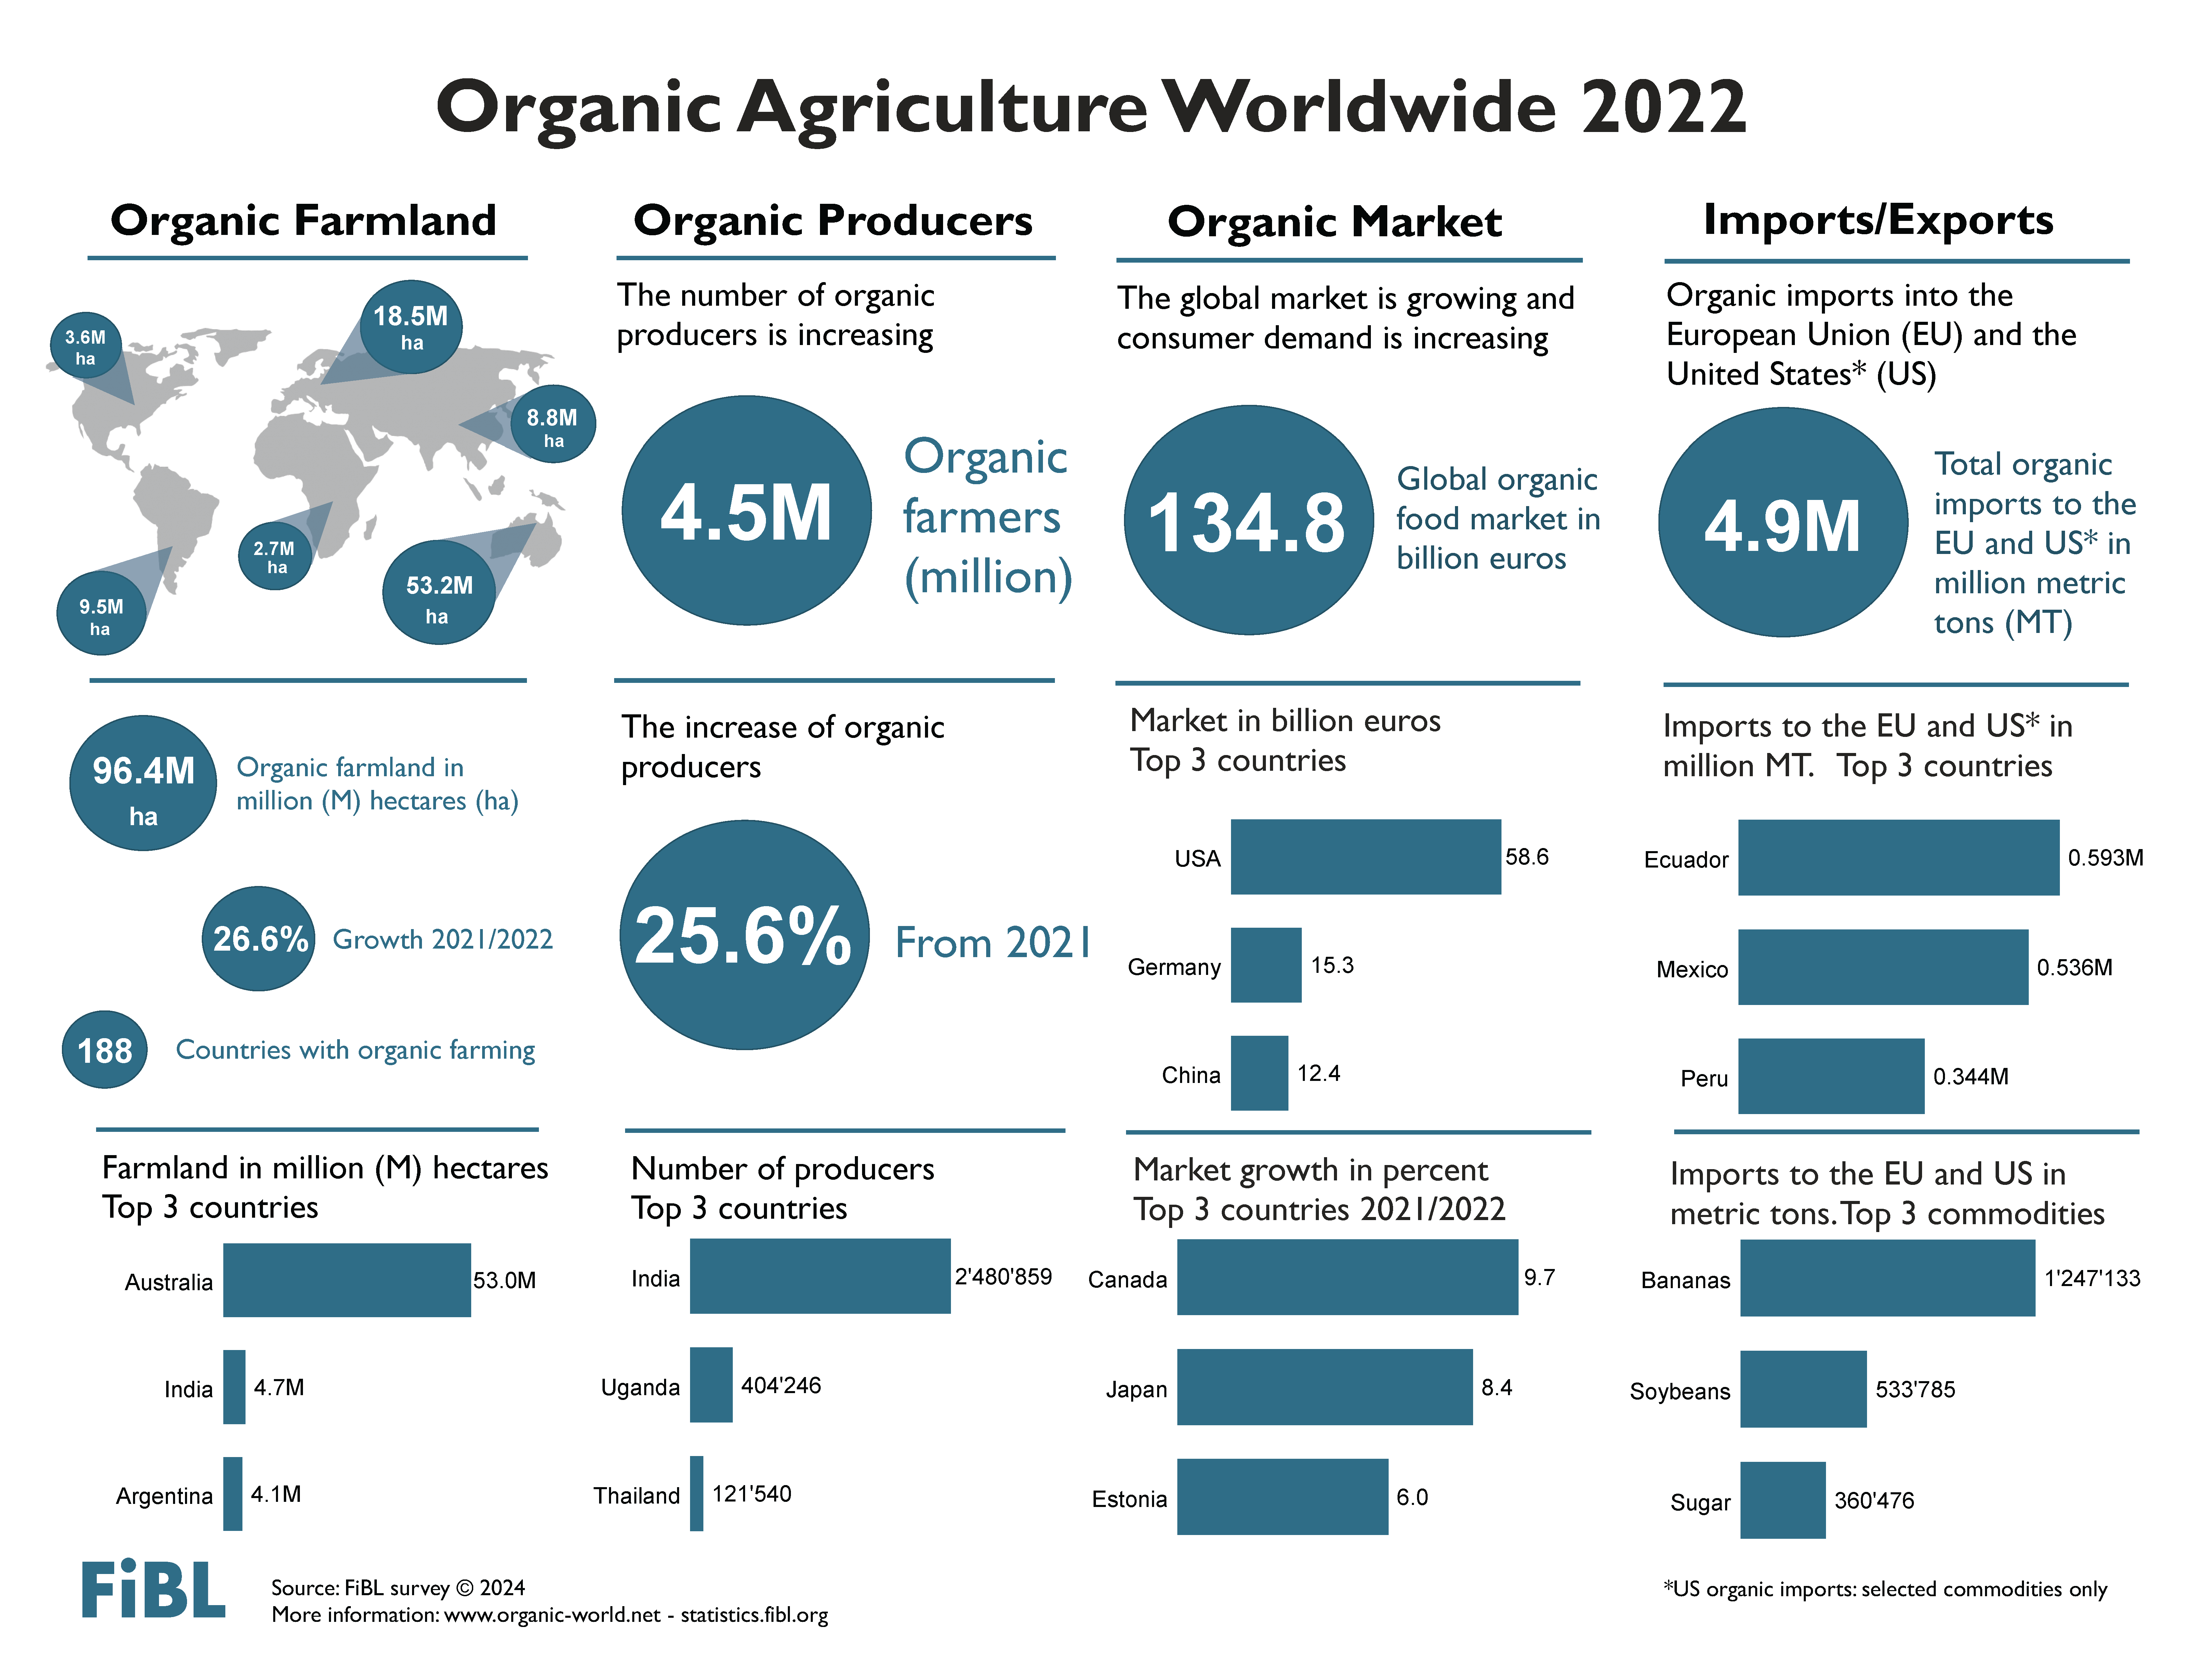 Organic Agriculture Worldwide 2022
Organic Farmland
3.6M
ha
18.5M
ha
8.8M
ha
2.7M
ha
53.2M
ha
9.5M
ha
96.4M
ha
Organic farmland in
million (M) hectares (ha)
26.6%
Growth 2021/2022
188
Countries with organic farming
Farmland in million (M) hectares
Top 3 countries
Australia
53.0M
India
4.7M
Argentina
4.1M
Organic Producers
The number of organic
producers is increasing
4.5M
Organic
farmers
(million)
The increase of organic
producers
25.6%
From 2021
Number of producers
Top 3 countries
India
2'480'859
Uganda
404'246
Thailand
121'540
Organic Market
The global market is growing and
consumer demand is increasing
134.8
Global organic
food market in
billion euros
Market in billion euros
Top 3 countries
USA
58.6
Germany
15.3
China
12.4
Market growth in percent
Top 3 countries 2021/2022
Canada
9.7
Japan
8.4
Estonia
6.0
Imports/Exports
Organic imports into the
European Union (EU) and the
United States* (US)
4.9M
Total organic
imports to the
EU and US* in
million metric
tons (MT)
Imports to the EU and US* in
million MT. Top 3 countries
Ecuador
0.593M
Mexico
0.536M
Peru
0.344M
Imports to the EU and US in
metric tons. Top 3 commodities
Bananas
1'247'133
Soybeans
533'785
Sugar
360'476
FiBL
Source: FiBL survey © 2024
More information: www.organic-world.net - statistics.fibl.org
*US organic imports: selected commodities only